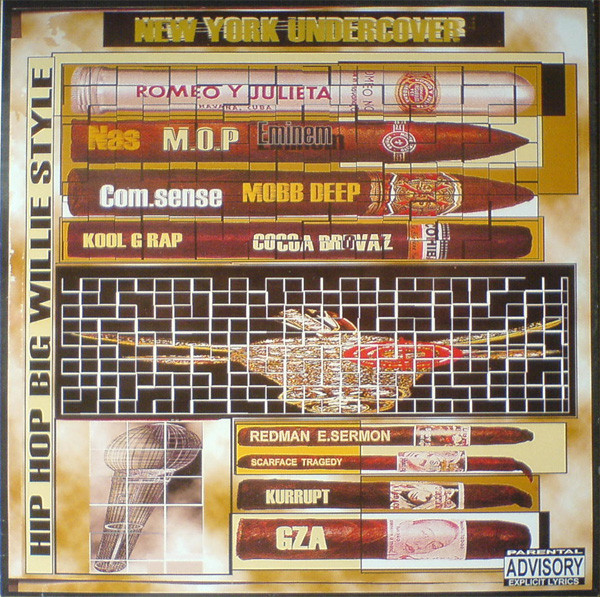 NEW YORK UNDERCOVER
HIP HOP BIG WILLIE STYLE
ROMEO Y JULIETA
HAVANA, CUBA
Nas M.O.P Eminem
Com.sense MOBB DEEP
KOOL G RAP COCOA BROVAZ
REDMAN E.SERMON
SCARFACE TRAGEDY
KURRUPT
GZA
PARENTAL
ADVISORY
EXPLICIT LYRICS